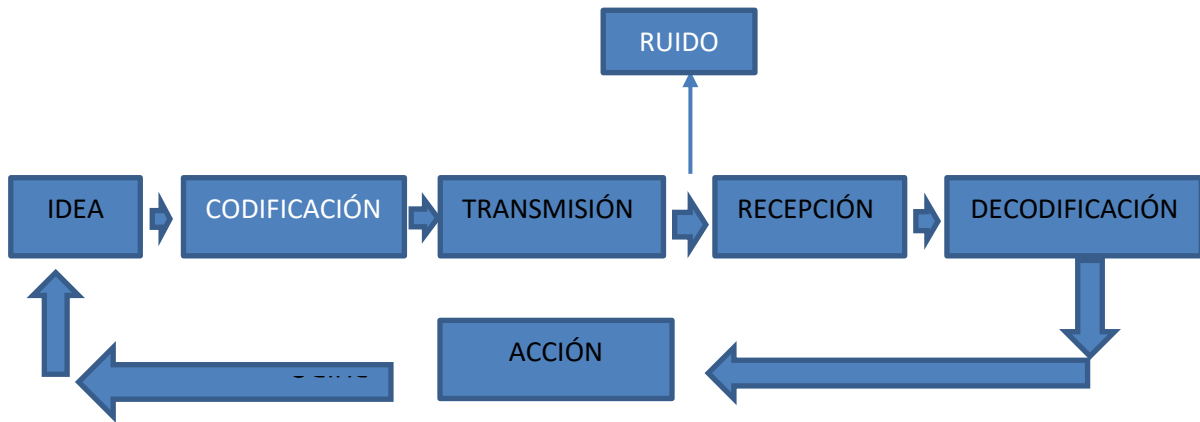 RUIDO
IDEA
CODIFICACIÓN
TRANSMISIÓN
RECEPCIÓN
DECODIFICACIÓN
ACCIÓN